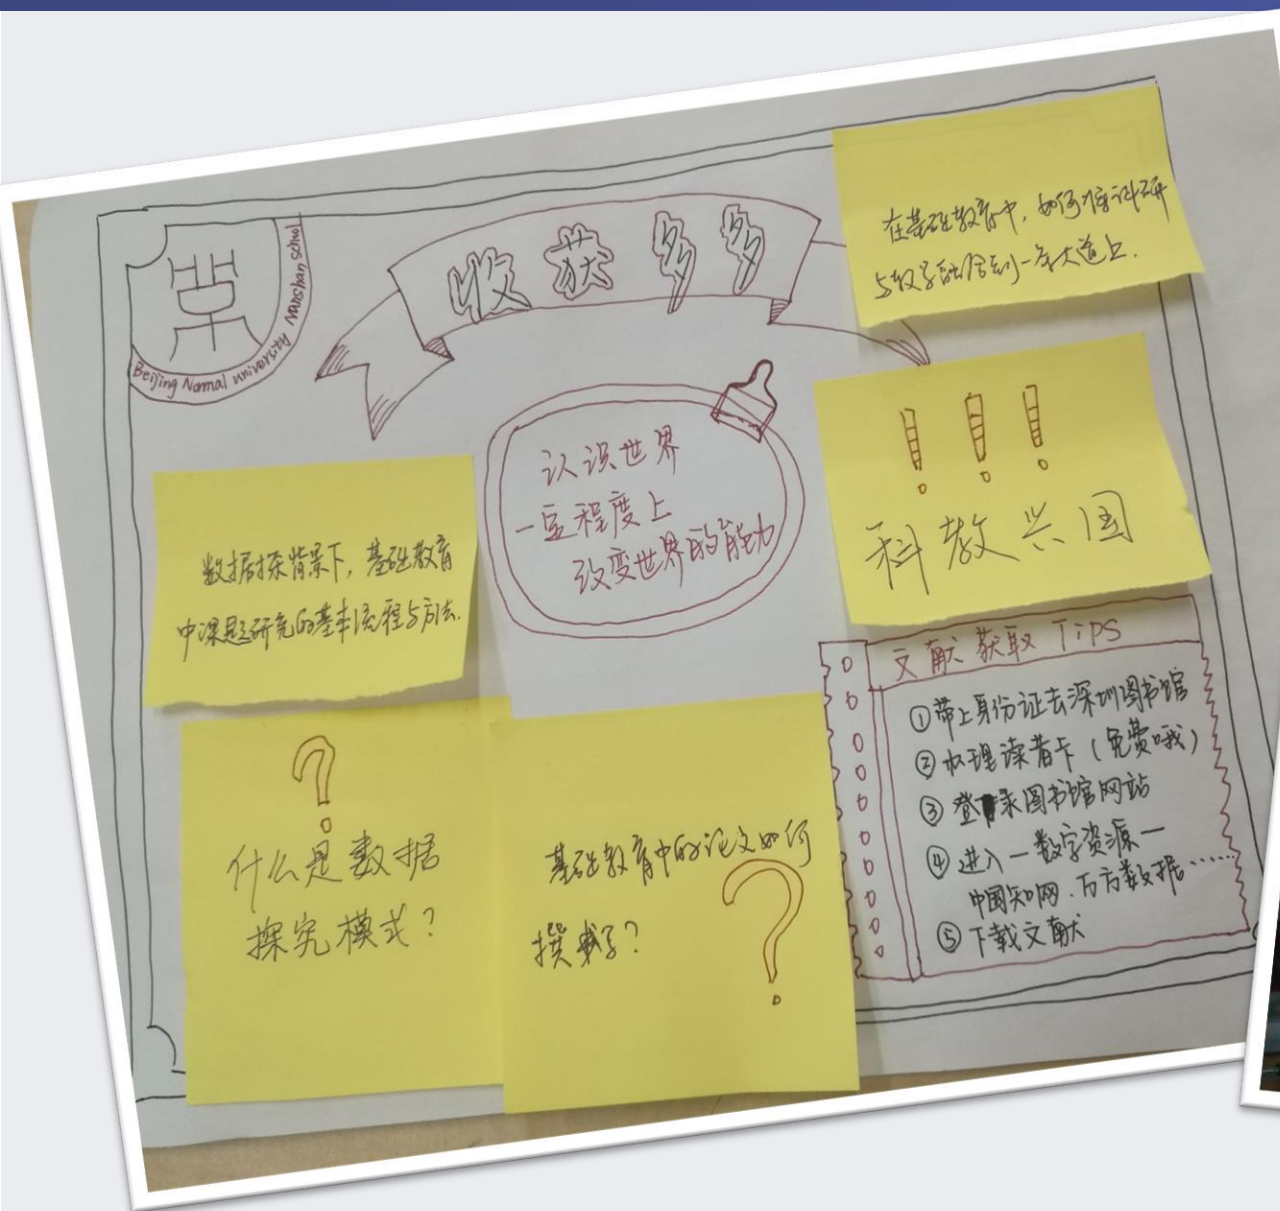 Beijing Normal university Nanshan school
收获多多
在基础教育中，如何将科研
与教学融合到一条大道上.
认识世界
一定程度上
改变世界的能力
！！！
科教兴国
数据探背景下，基础教育
中课题研究的基本流程与方法.
?
什么是数据
探究模式？
基础教育中的论文如何
撰写？
?
文献获取 Tips
①带上身份证去深圳图书馆
②办理读者卡（免费哦）
③登录图书馆网站
④进入一数字资源一
中国知网.万方数据……
⑤下载文献